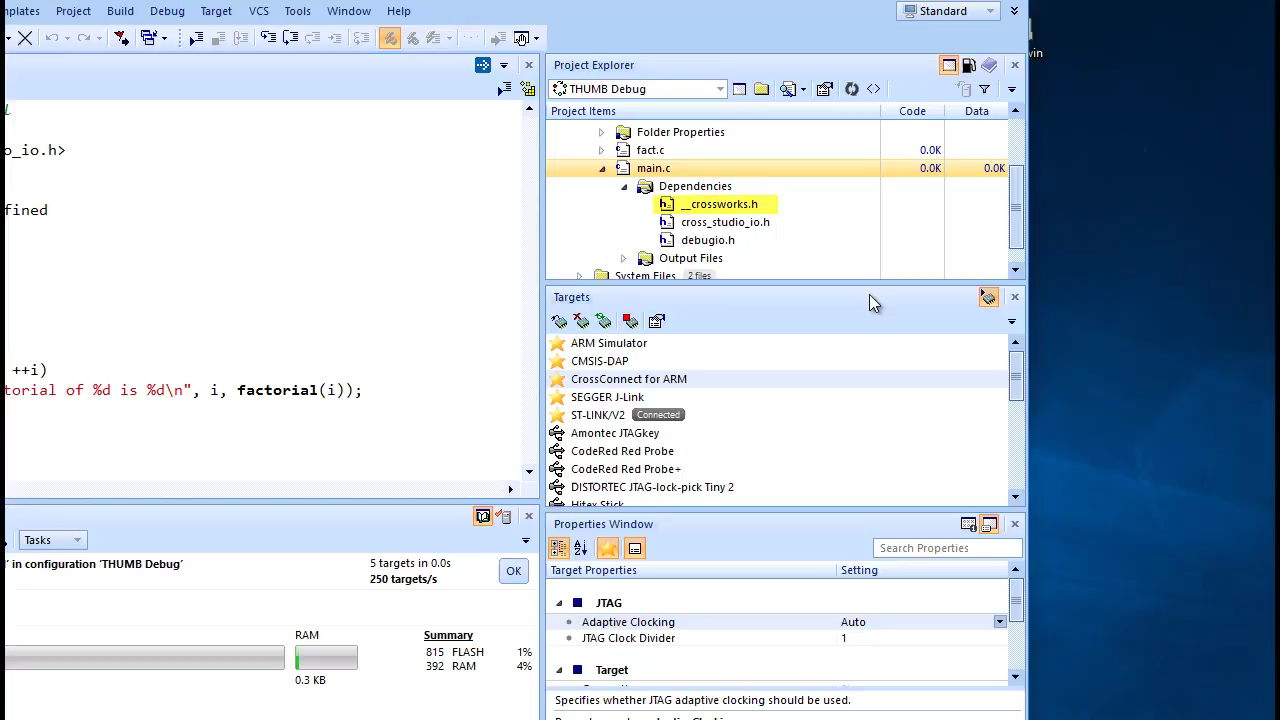 mplates Project Build Debug Target VCS Tools Window Help
Standard
win
Project Explorer
THUMB Debug
Project Items Code Data
Folder Properties
fact.c 0.0K
main.c 0.0K 0.0K
Dependencies
__crossworks.h
cross_studio_io.h
debugio.h
Output Files
System Files 2 files
o_io.h>
fined
++i)
torial of %d is %d\n", i, factorial(i));
Targets
ARM Simulator
CMSIS-DAP
CrossConnect for ARM
SEGGER J-Link
ST-LINK/V2 Connected
Amontec JTAGkey
CodeRed Red Probe
CodeRed Red Probe+
DISTORTEC JTAG-lock-pick Tiny 2
Hitex Stick
Tasks
' in configuration 'THUMB Debug'
5 targets in 0.0s
250 targets/s
OK
RAM
0.3 KB
Summary
815 FLASH 1%
392 RAM 4%
Properties Window
Search Properties
Target Properties Setting
JTAG
Adaptive Clocking Auto
JTAG Clock Divider 1
Target
Specifies whether JTAG adaptive clocking should be used.